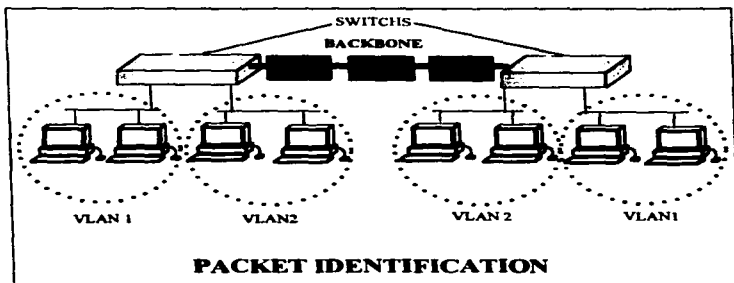 SWITCHS
BACKBONE
VLAN 1 VLAN2 VLAN 2 VLAN1
PACKET IDENTIFICATION